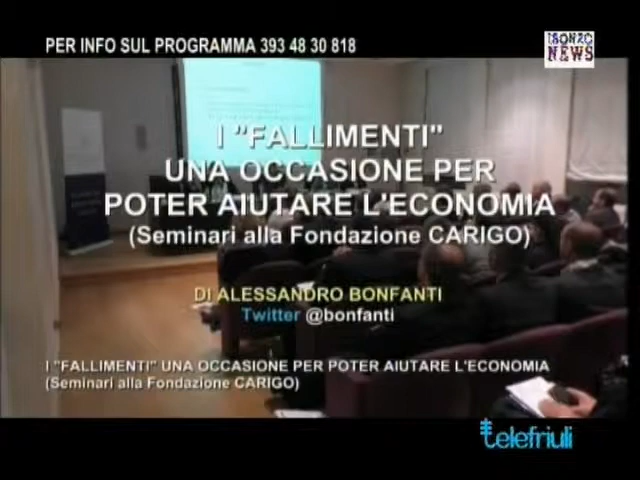 PER INFO SUL PROGRAMMA 393 48 30 818
ISONZO
NEWS
I "FALLIMENTI"
UNA OCCASIONE PER
POTER AIUTARE L'ECONOMIA
(Seminari alla Fondazione CARIGO)
DI ALESSANDRO BONFANTI
Twitter @bonfanti
I "FALLIMENTI" UNA OCCASIONE PER POTER AIUTARE L'ECONOMIA
(Seminari alla Fondazione CARIGO)
telefriuli